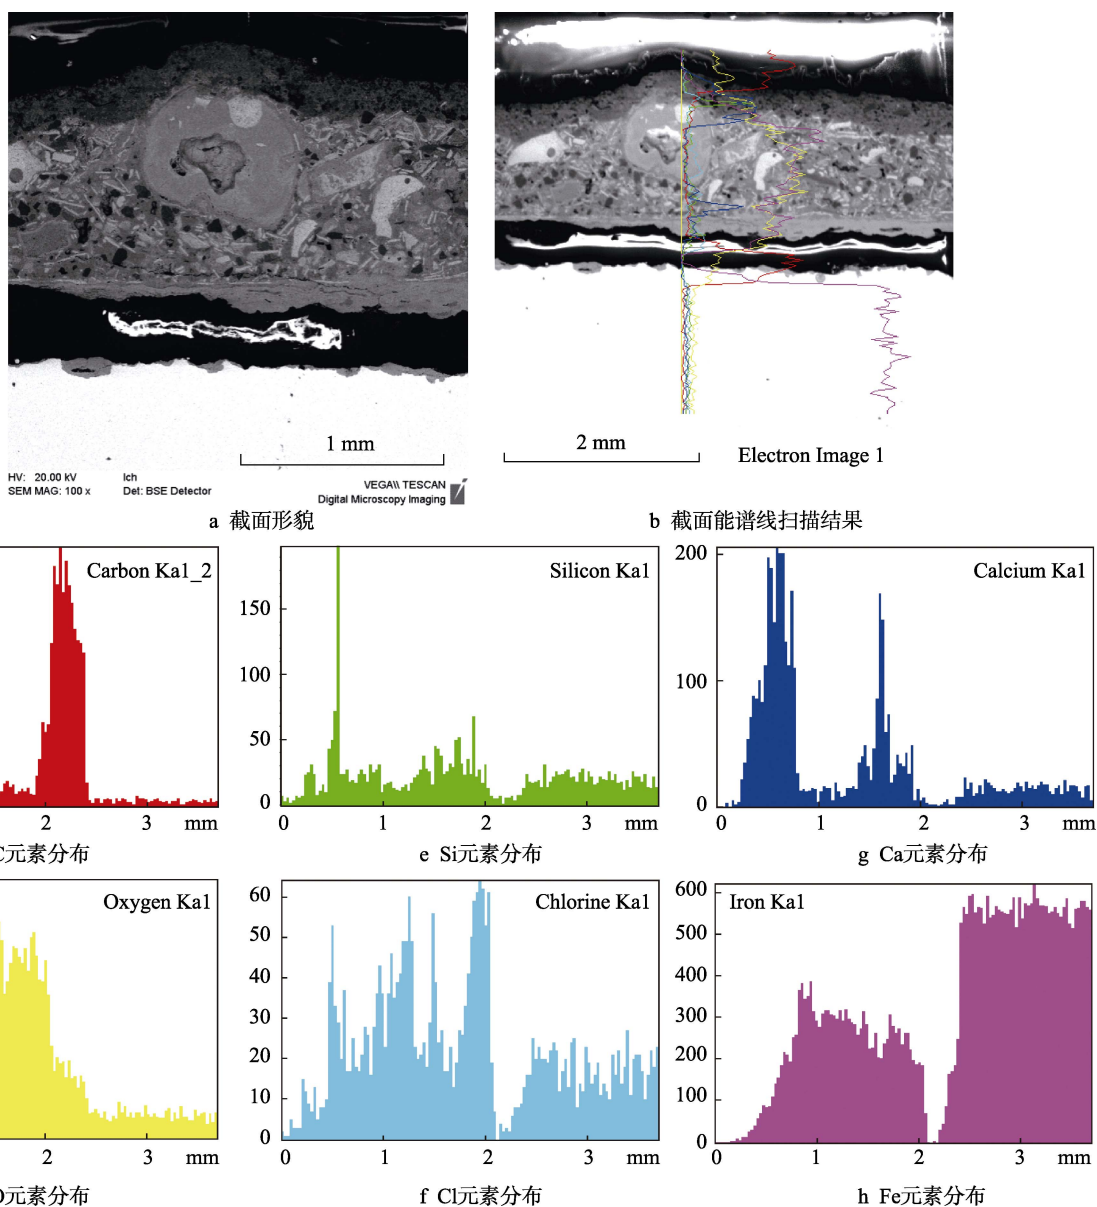 1 mm
HV: 20.00 kV
lch
VEGA\\ TESCAN
SEM MAG: 100 x
Det: BSE Detector
Digital Microscopy Imaging
2 mm
Electron Image 1
a 截面形貌
b 截面能谱线扫描结果
Carbon Ka1_2
2
3
mm
C元素分布
Silicon Ka1
150
100
50
0
0
1
2
3
mm
e Si元素分布
Calcium Ka1
200
100
0
0
1
2
3
mm
g Ca元素分布
Oxygen Ka1
2
3
mm
元素分布
Chlorine Ka1
60
50
40
30
20
10
0
0
1
2
3
mm
f Cl元素分布
Iron Ka1
600
500
400
300
200
100
0
0
1
2
3
mm
h Fe元素分布